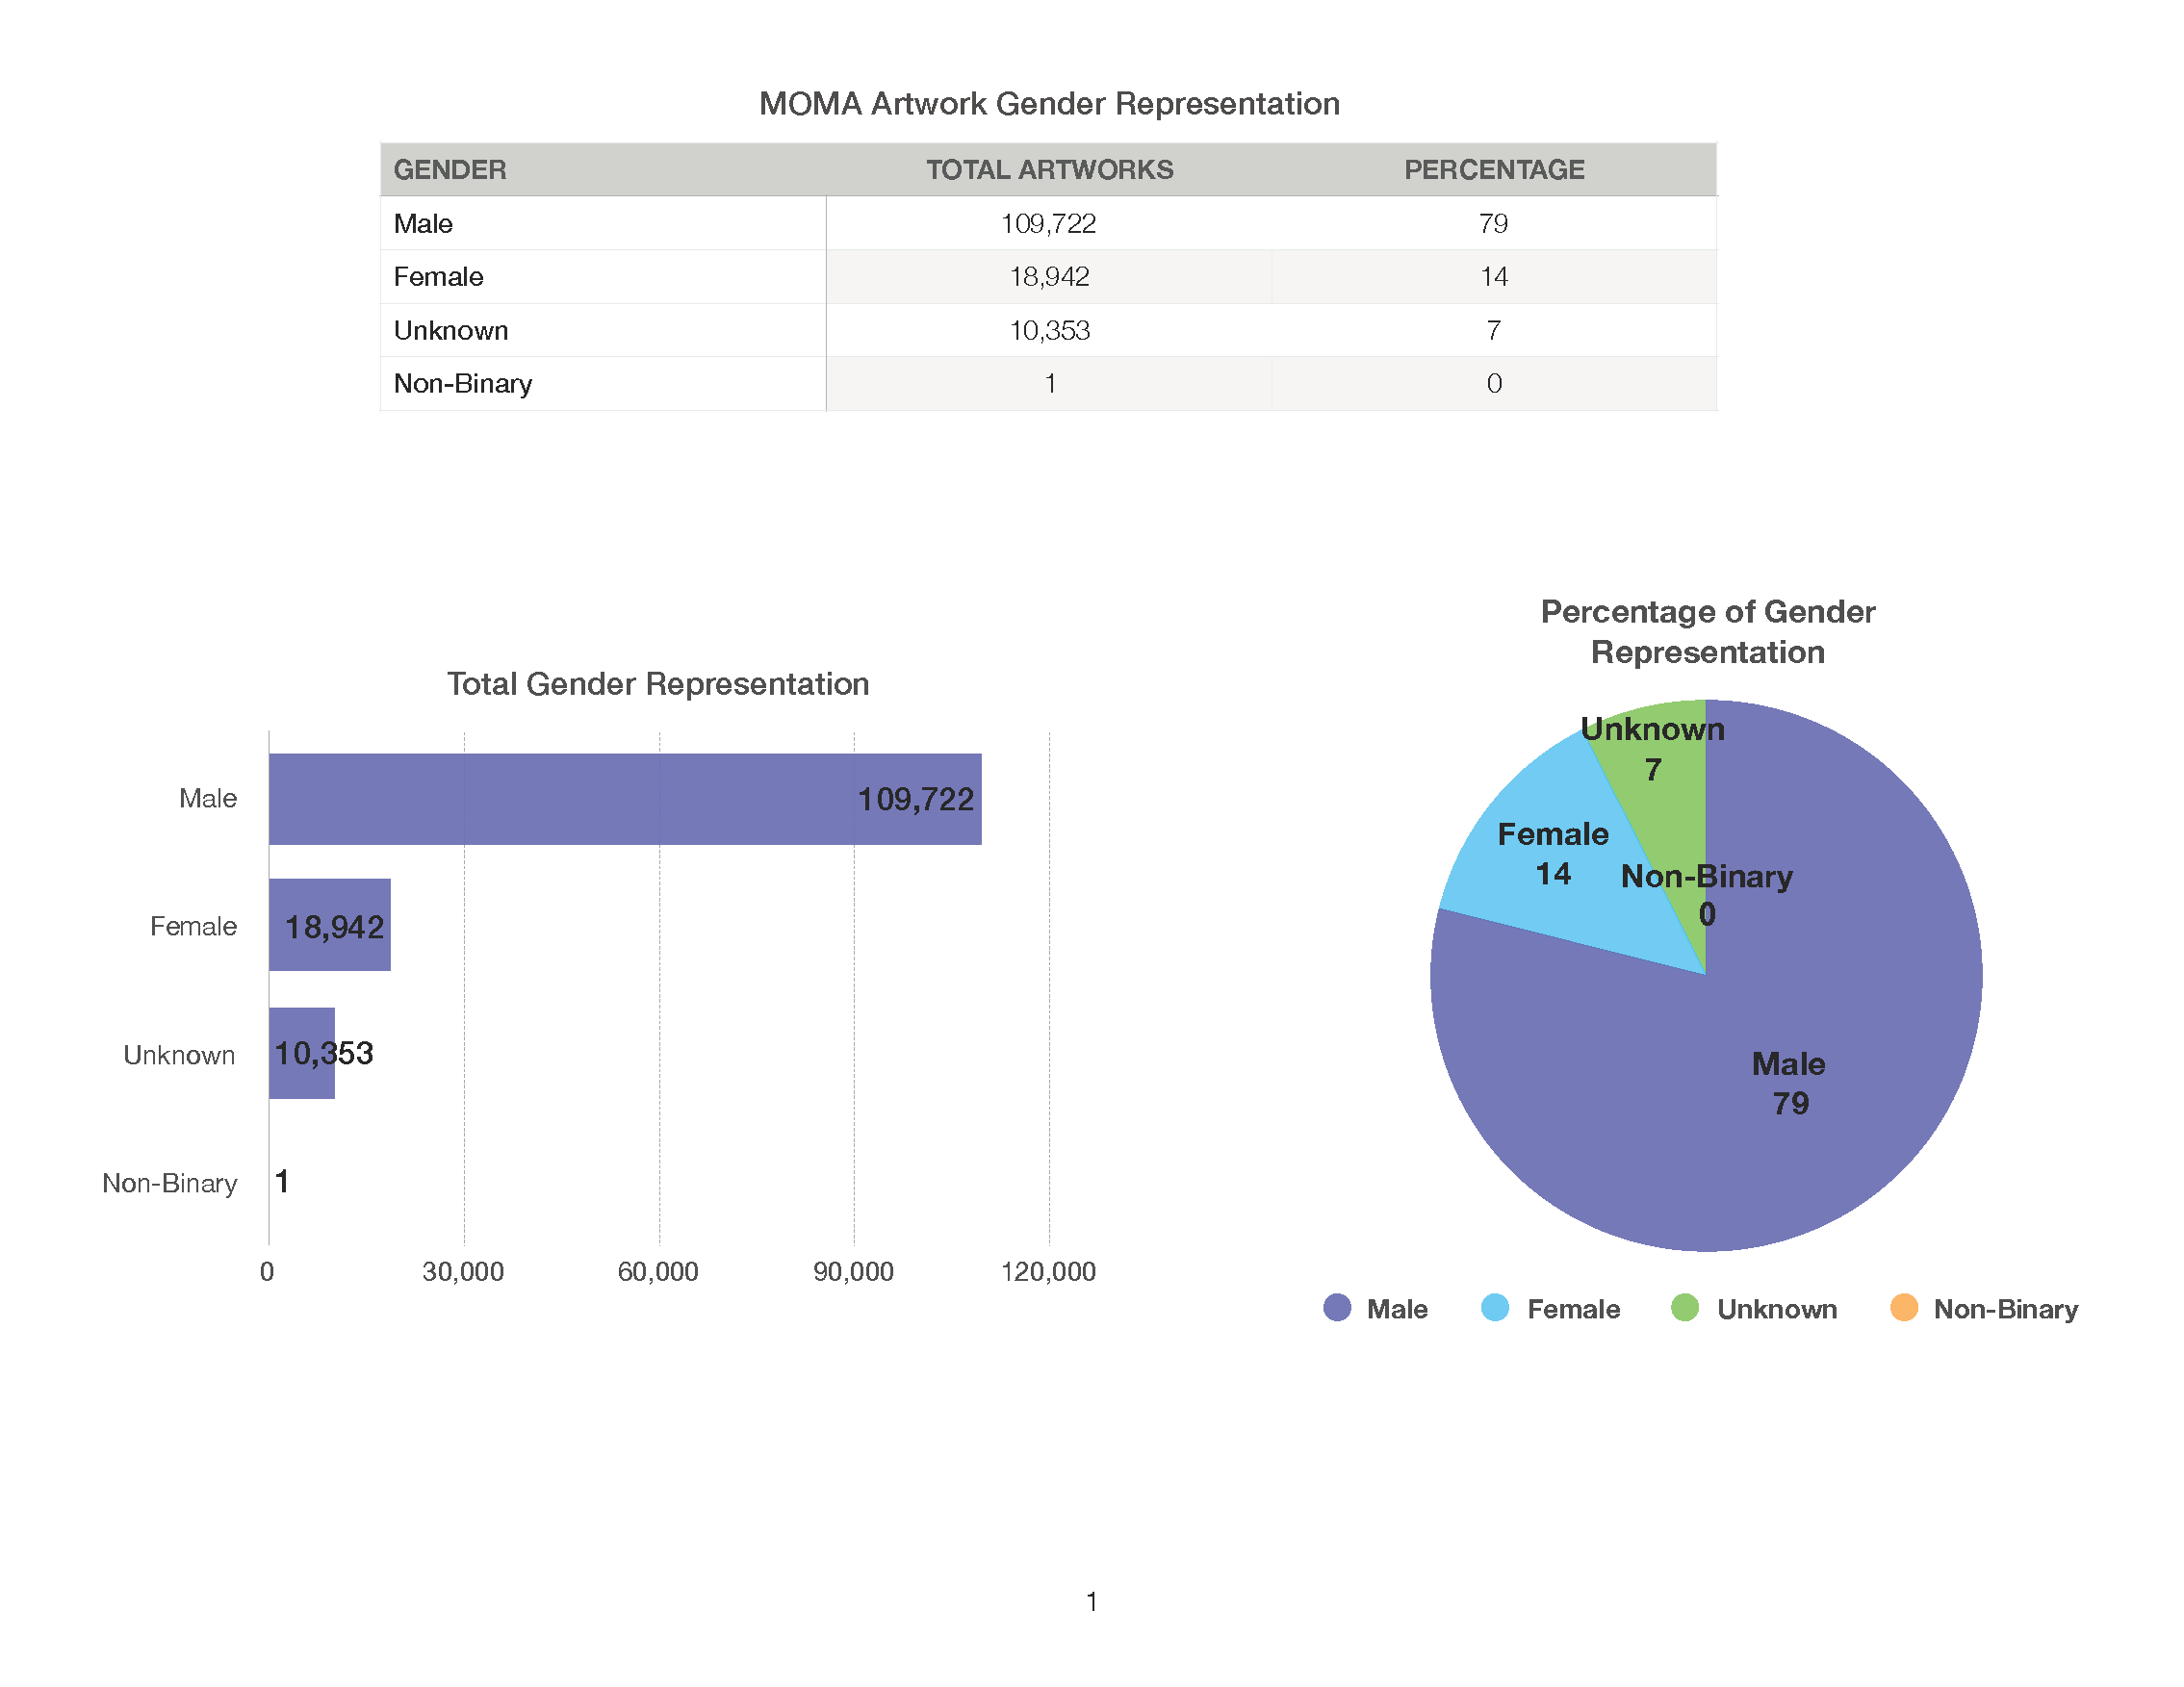 MOMA Artwork Gender Representation
GENDER TOTAL ARTWORKS PERCENTAGE
Male 109,722 79
Female 18,942 14
Unknown 10,353 7
Non-Binary 1 0
Total Gender Representation
Male 109,722
Female 18,942
Unknown 10,353
Non-Binary 1
0 30,000 60,000 90,000 120,000
Percentage of Gender
Representation
Unknown
7
Female
14
Non-Binary
0
Male
79
Male Female Unknown Non-Binary
1